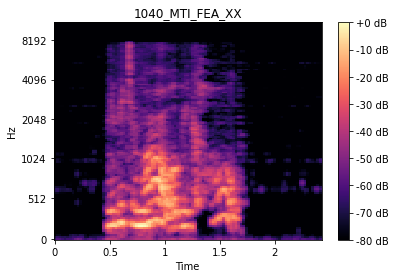 1040_MTI_FEA_XX
+0 dB
8192
-10 dB
4096
-20 dB
-30 dB
2048
Hz
-40 dB
1024
-50 dB
512
-60 dB
-70 dB
0
-80 dB
0 0.5 1 1.5 2
Time